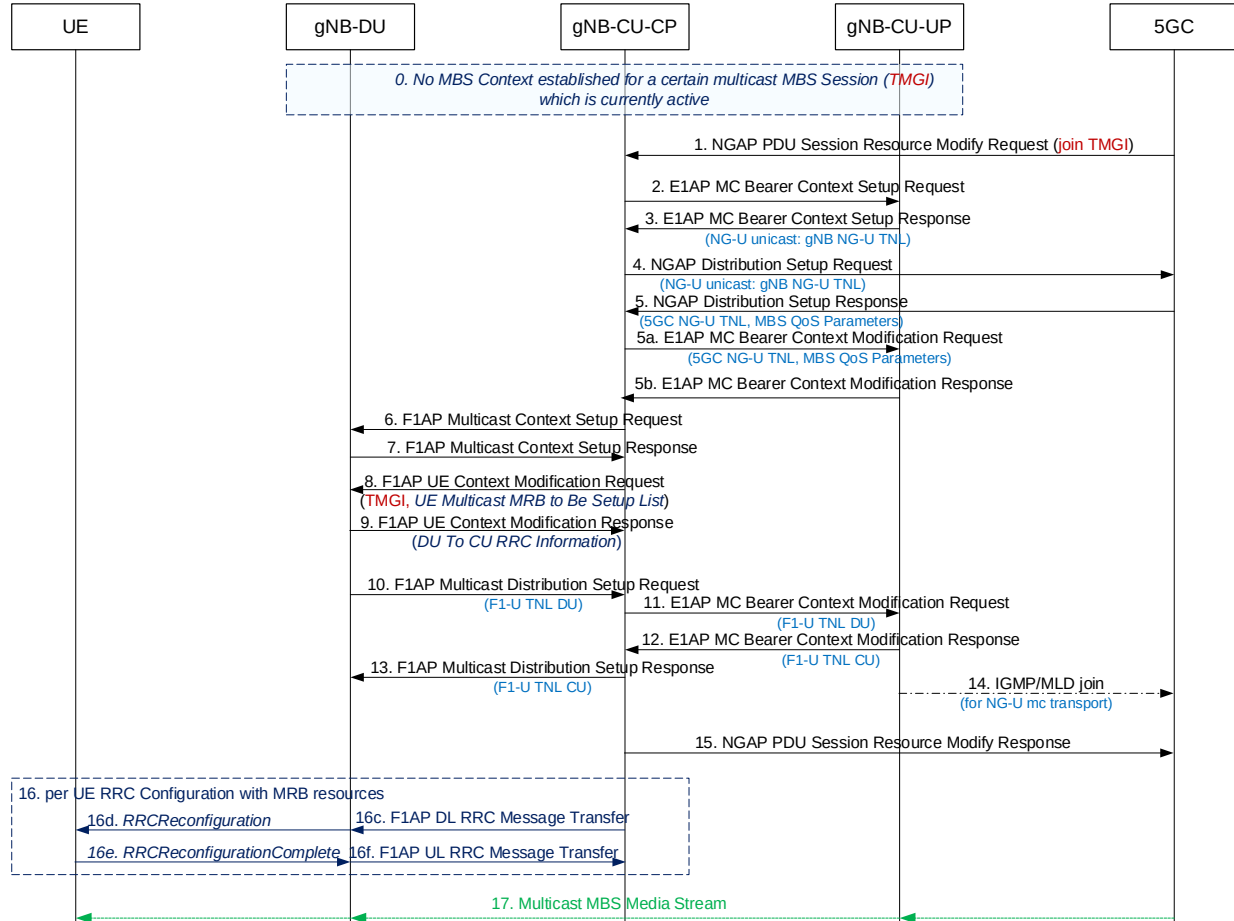 UE
gNB-DU
gNB-CU-CP
gNB-CU-UP
5GC
0. No MBS Context established for a certain multicast MBS Session (TMGI)
which is currently active
1. NGAP PDU Session Resource Modify Request (join TMGI)
2. E1AP MC Bearer Context Setup Request
3. E1AP MC Bearer Context Setup Response
(NG-U unicast: gNB NG-U TNL)
4. NGAP Distribution Setup Request
(NG-U unicast: gNB NG-U TNL)
5. NGAP Distribution Setup Response
(5GC NG-U TNL, MBS QoS Parameters)
5a. E1AP MC Bearer Context Modification Request
(5GC NG-U TNL, MBS QoS Parameters)
5b. E1AP MC Bearer Context Modification Response
6. F1AP Multicast Context Setup Request
7. F1AP Multicast Context Setup Response
8. F1AP UE Context Modification Request
(TMGI, UE Multicast MRB to Be Setup List)
9. F1AP UE Context Modification Response
(DU To CU RRC Information)
10. F1AP Multicast Distribution Setup Request
(F1-U TNL DU)
11. E1AP MC Bearer Context Modification Request
(F1-U TNL DU)
12. E1AP MC Bearer Context Modification Response
(F1-U TNL CU)
13. F1AP Multicast Distribution Setup Response
(F1-U TNL CU)
14. IGMP/MLD join
(for NG-U mc transport)
15. NGAP PDU Session Resource Modify Response
16. per UE RRC Configuration with MRB resources
16d. RRCReconfiguration
16c. F1AP DL RRC Message Transfer
16e. RRCReconfigurationComplete
16f. F1AP UL RRC Message Transfer
17. Multicast MBS Media Stream